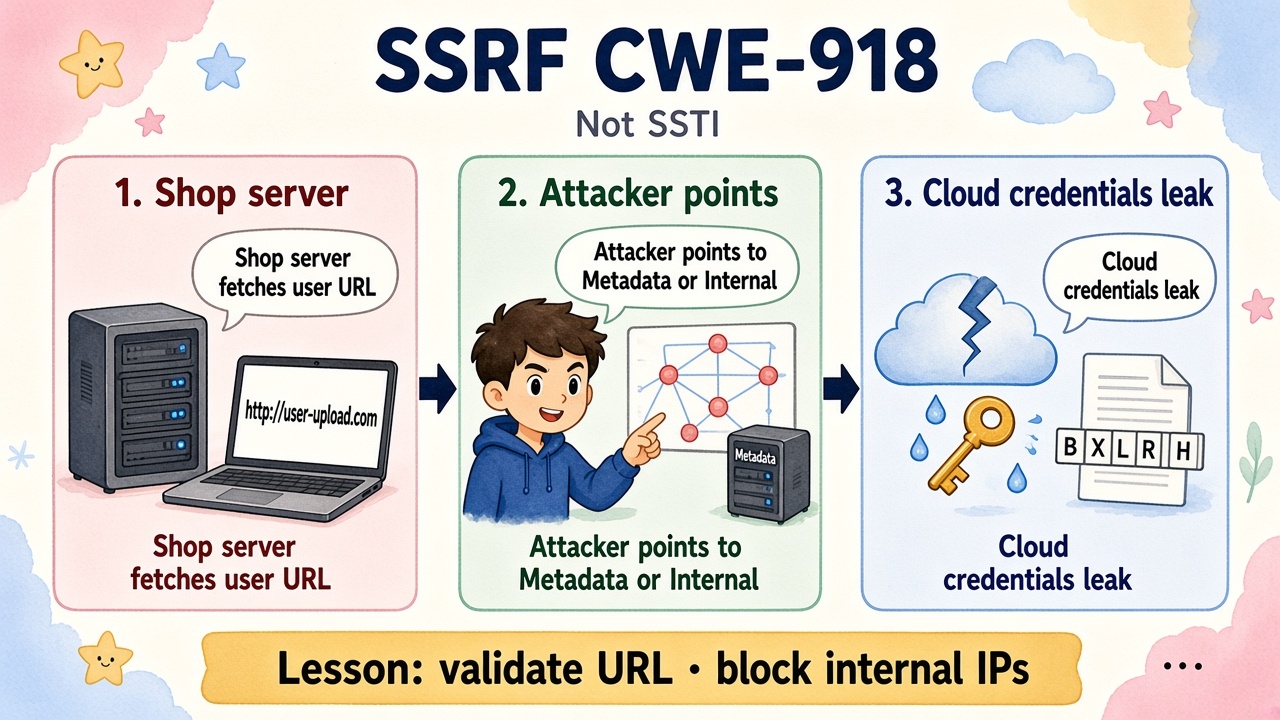 SSRF CWE-918
Not SSTI
1. Shop server
Shop server
fetches user URL
http://user-upload.com
Shop server
fetches user URL
2. Attacker points
Attacker points to
Metadata or Internal
Metadata
Attacker points to
Metadata or Internal
3. Cloud credentials leak
Cloud
credentials leak
BXLRH
Cloud
credentials leak
Lesson: validate URL · block internal IPs
...